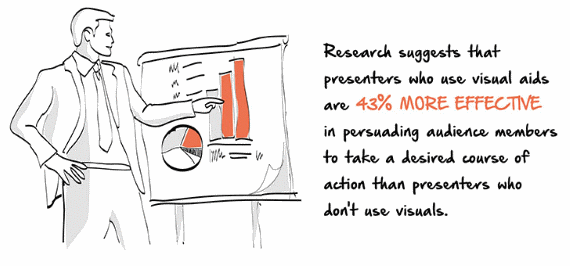 Research suggests that
presenters who use visual aids
are 43% MORE EFFECTIVE
in persuading audience members
to take a desired course of
action than presenters who
don't use visuals.